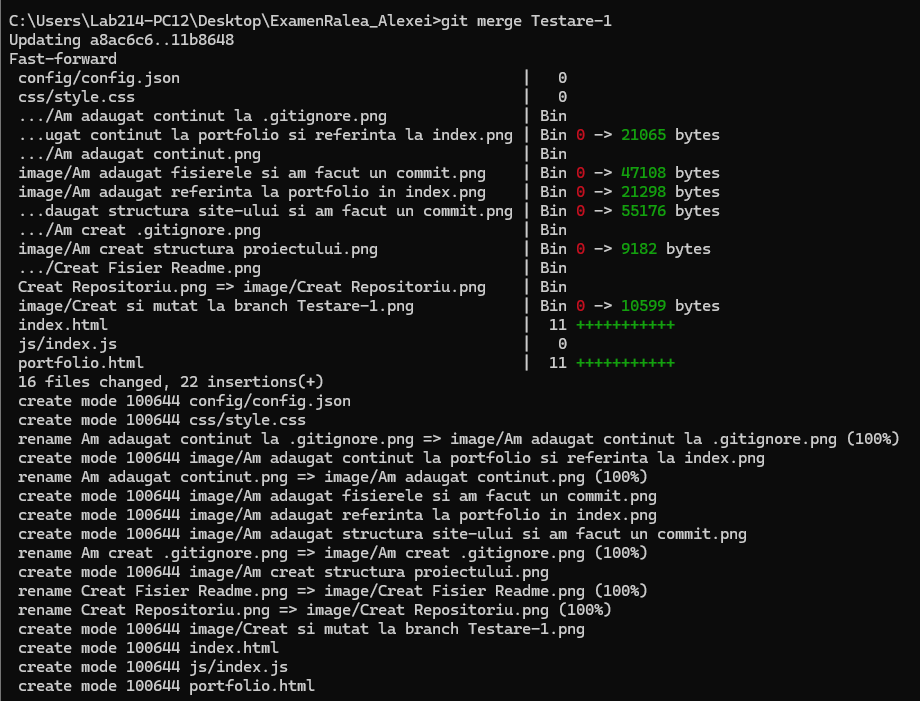 C:\Users\Lab214-PC12\Desktop\ExamenRalea_Alexei>git merge Testare-1
Updating a8ac6c6..11b8648
Fast-forward
 config/config.json                                     |   0
 css/style.css                                          |   0
 .../Am adaugat continut la .gitignore.png              | Bin
 ...ugat continut la portfolio si referinta la index.png | Bin 0 -> 21065 bytes
 .../Am adaugat continut.png                            | Bin
 image/Am adaugat fisierele si am facut un commit.png   | Bin 0 -> 47108 bytes
 image/Am adaugat referinta la portfolio in index.png   | Bin 0 -> 21298 bytes
 ...daugat structura site-ului si am facut un commit.png | Bin 0 -> 55176 bytes
 .../Am creat .gitignore.png                            | Bin
 image/Am creat structura proiectului.png               | Bin 0 -> 9182 bytes
 .../Creat Fisier Readme.png                            | Bin
 Creat Repositoriu.png => image/Creat Repositoriu.png   | Bin
 image/Creat si mutat la branch Testare-1.png           | Bin 0 -> 10599 bytes
 index.html                                             |  11 +++++++++++
 js/index.js                                            |   0
 portfolio.html                                         |  11 +++++++++++
 16 files changed, 22 insertions(+)
 create mode 100644 config/config.json
 create mode 100644 css/style.css
 rename Am adaugat continut la .gitignore.png => image/Am adaugat continut la .gitignore.png (100%)
 create mode 100644 image/Am adaugat continut la portfolio si referinta la index.png
 rename Am adaugat continut.png => image/Am adaugat continut.png (100%)
 create mode 100644 image/Am adaugat fisierele si am facut un commit.png
 create mode 100644 image/Am adaugat referinta la portfolio in index.png
 create mode 100644 image/Am adaugat structura site-ului si am facut un commit.png
 rename Am creat .gitignore.png => image/Am creat .gitignore.png (100%)
 create mode 100644 image/Am creat structura proiectului.png
 rename Creat Fisier Readme.png => image/Creat Fisier Readme.png (100%)
 rename Creat Repositoriu.png => image/Creat Repositoriu.png (100%)
 create mode 100644 image/Creat si mutat la branch Testare-1.png
 create mode 100644 index.html
 create mode 100644 js/index.js
 create mode 100644 portfolio.html